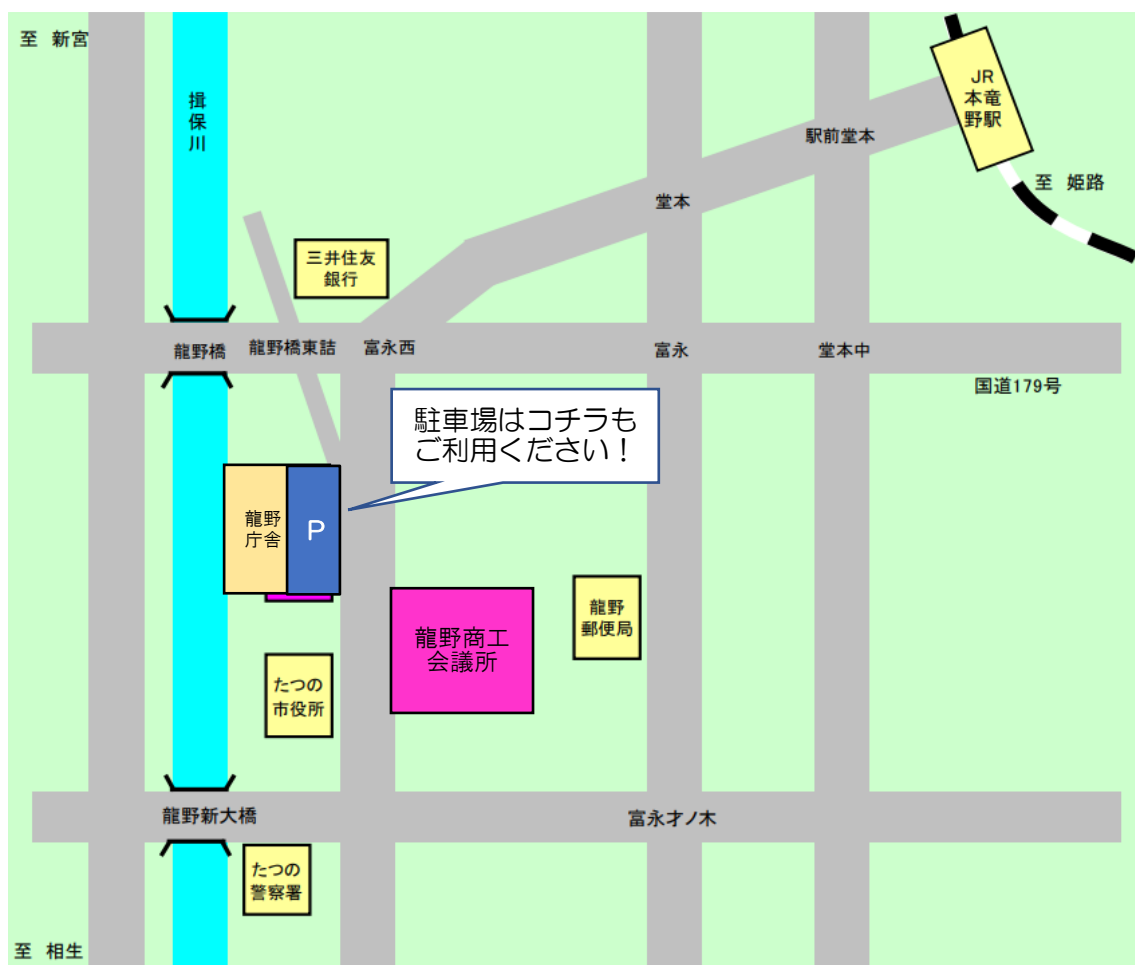 至 新宮
揖
保
川
JR
本竜
野駅
駅前堂本
至 姫路
堂本
三井住友
銀行
龍野橋
龍野橋東詰
富永西
富永
堂本中
国道179号
駐車場はコチラも
ご利用ください！
龍野
庁舎
P
龍野商工
会議所
龍野
郵便局
たつの
市役所
龍野新大橋
富永才ノ木
たつの
警察署
至 相生